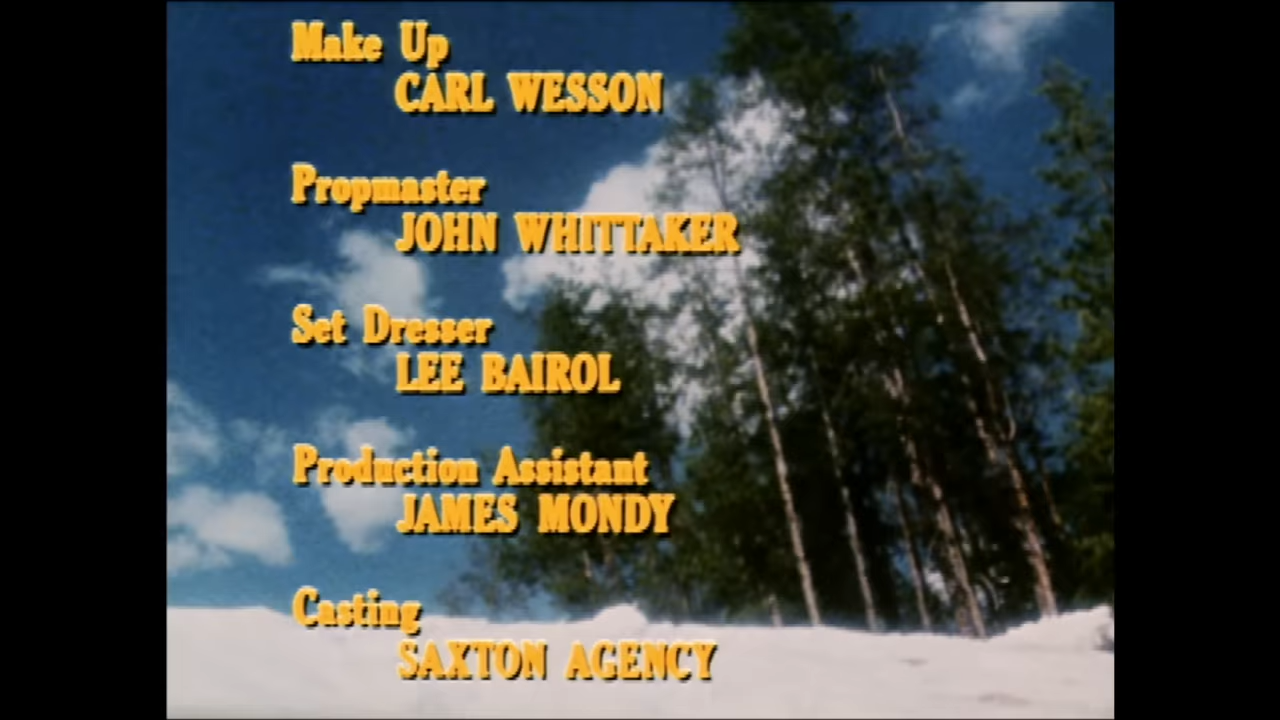 Make Up
CARL WESSON
Propmaster
JOHN WHITTAKER
Set Dresser
LEE BAIROL
Production Assistant
JAMES MONDY
Casting
SAXTON AGENCY